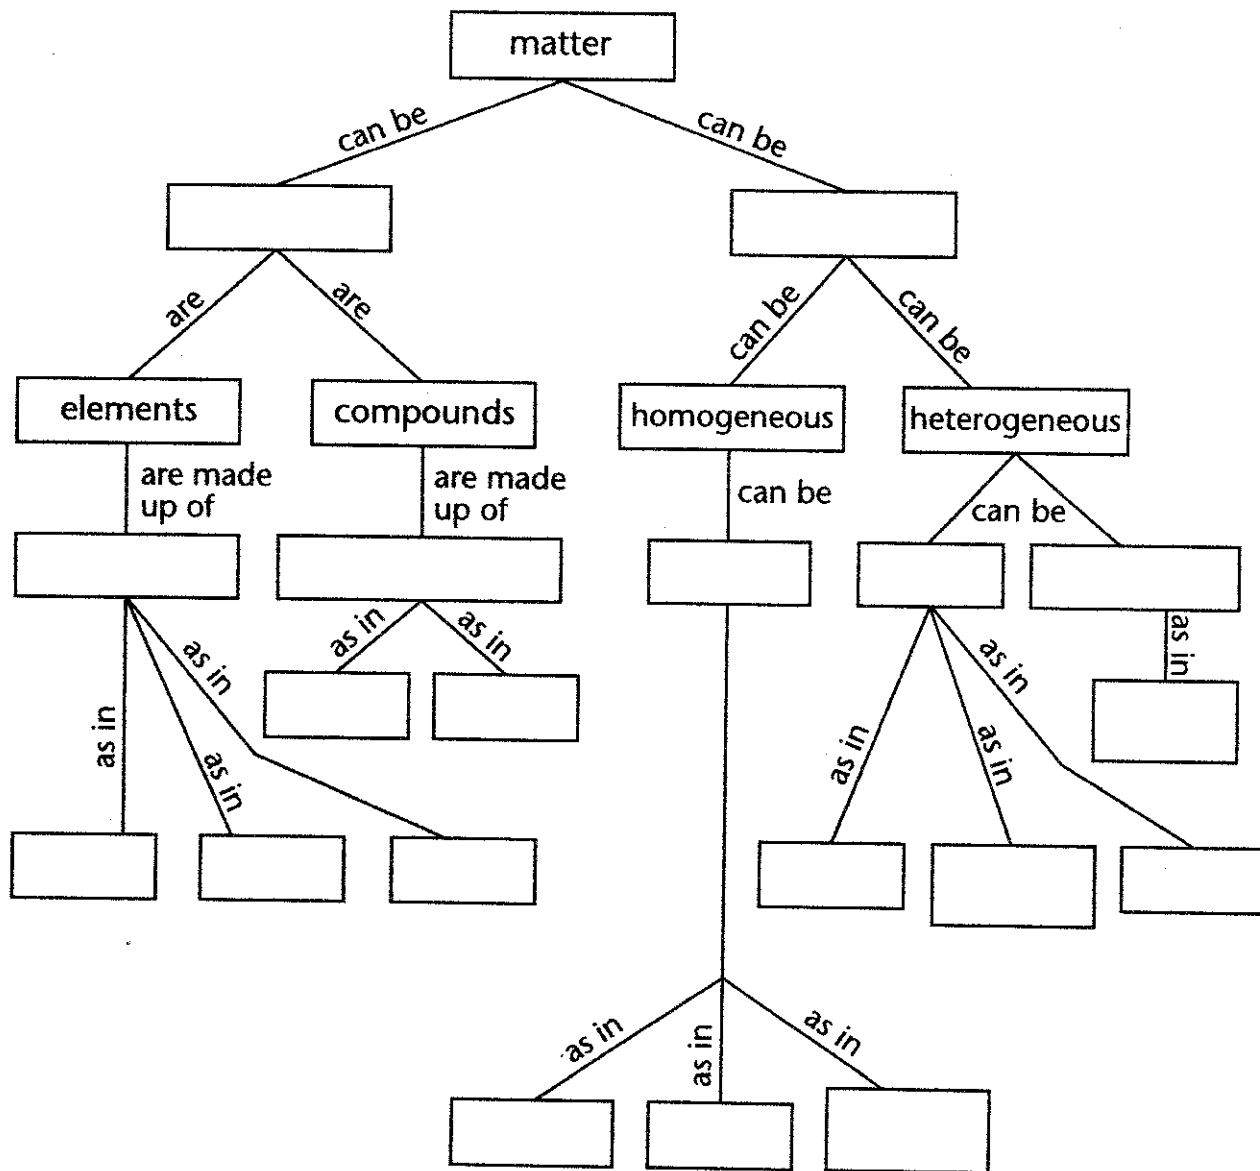 matter
can be
can be
are
are
can be
can be
elements
compounds
homogeneous
heterogeneous
are made
up of
are made
up of
can be
can be
as in
as in
as in
as in
as in
as in
as in
as in
as in
as in
as in
as in